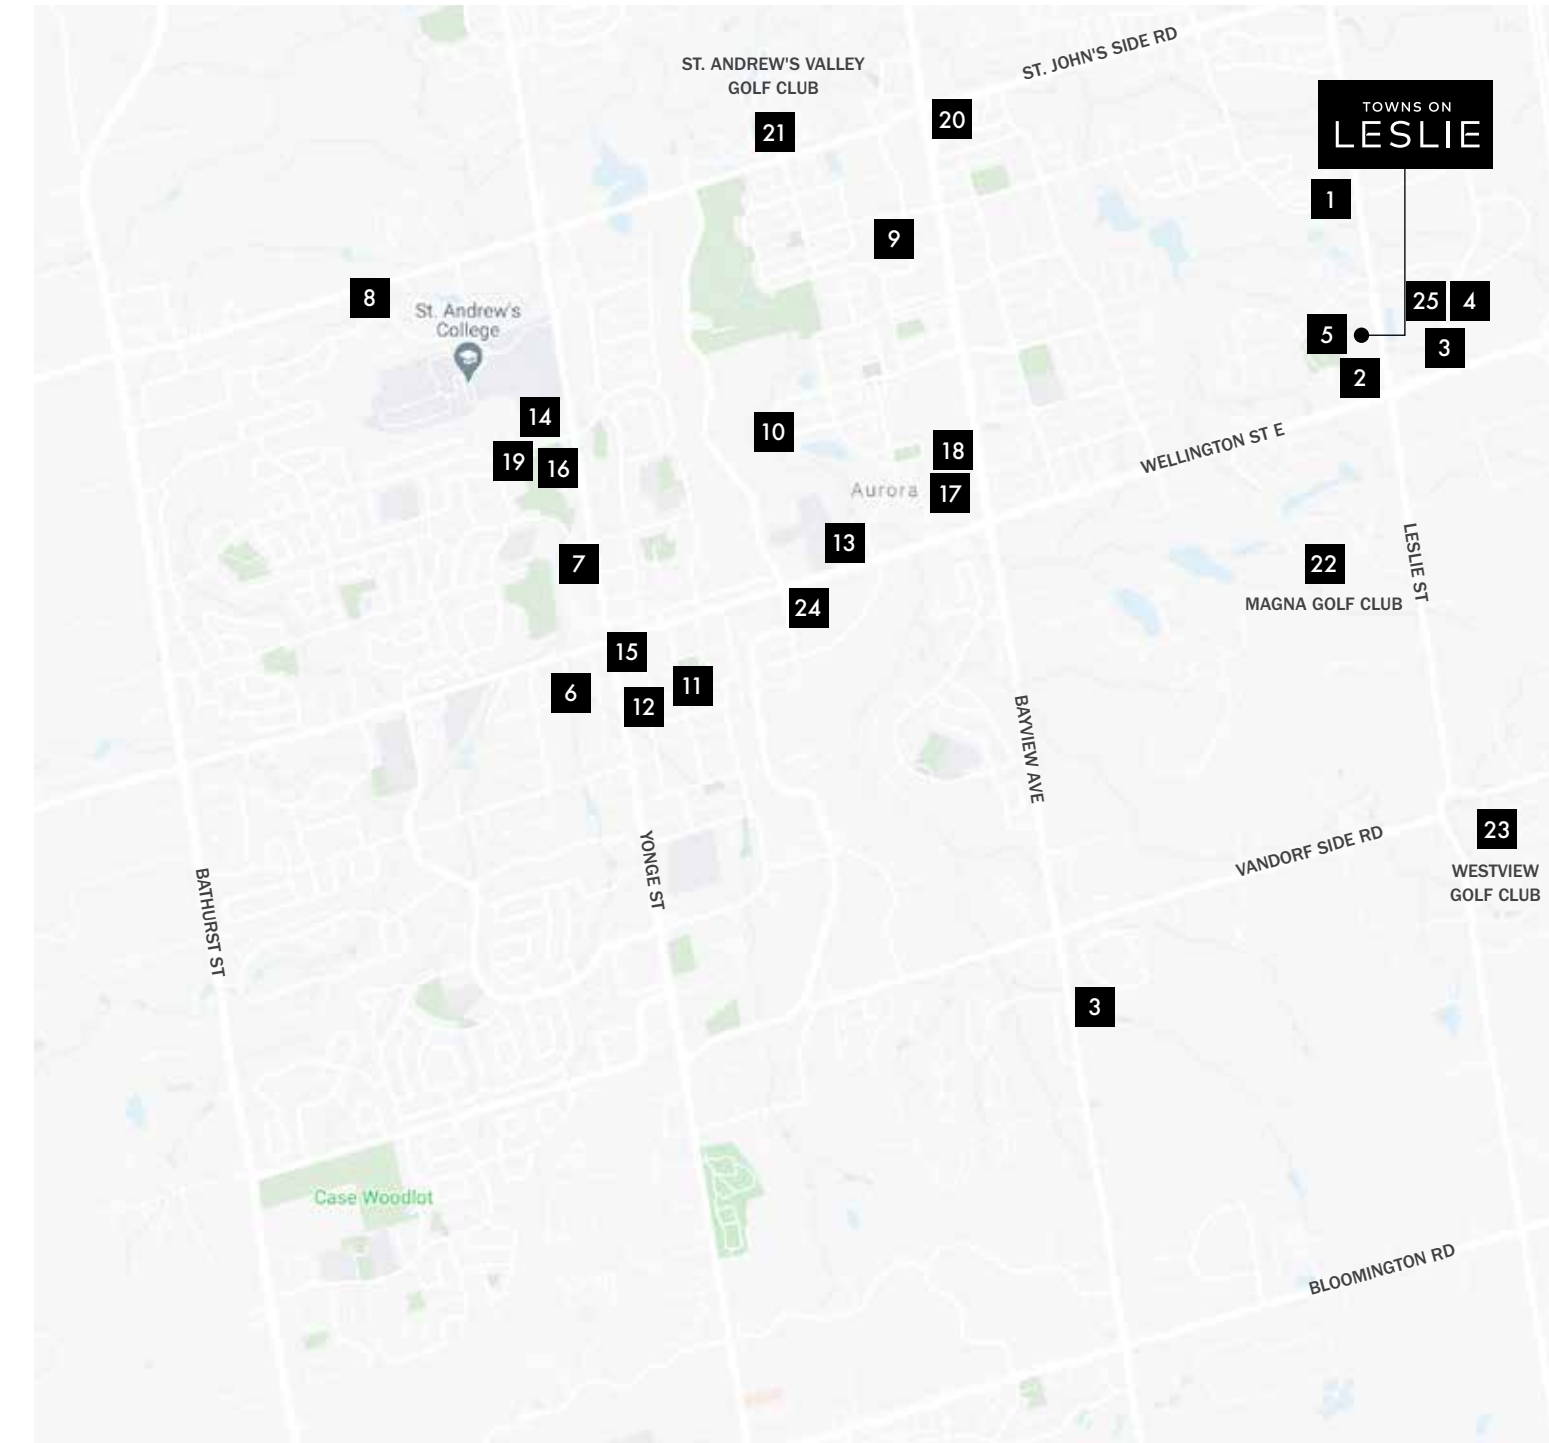 ST. JOHN'S SIDE RD
ST. ANDREW'S VALLEY
GOLF CLUB
21
20
TOWNS ON
LESLIE
1
9
8
St. Andrew's
College
25
4
5
3
2
14
10
19
16
18
WELLINGTON ST E
Aurora
17
13
7
22
LESLIE ST
MAGNA GOLF CLUB
24
15
6
11
12
BAYVIEW AVE
YONGE ST
VANDORF SIDE RD
23
WESTVIEW
GOLF CLUB
BATHURST ST
3
Case Woodlot
BLOOMINGTON RD